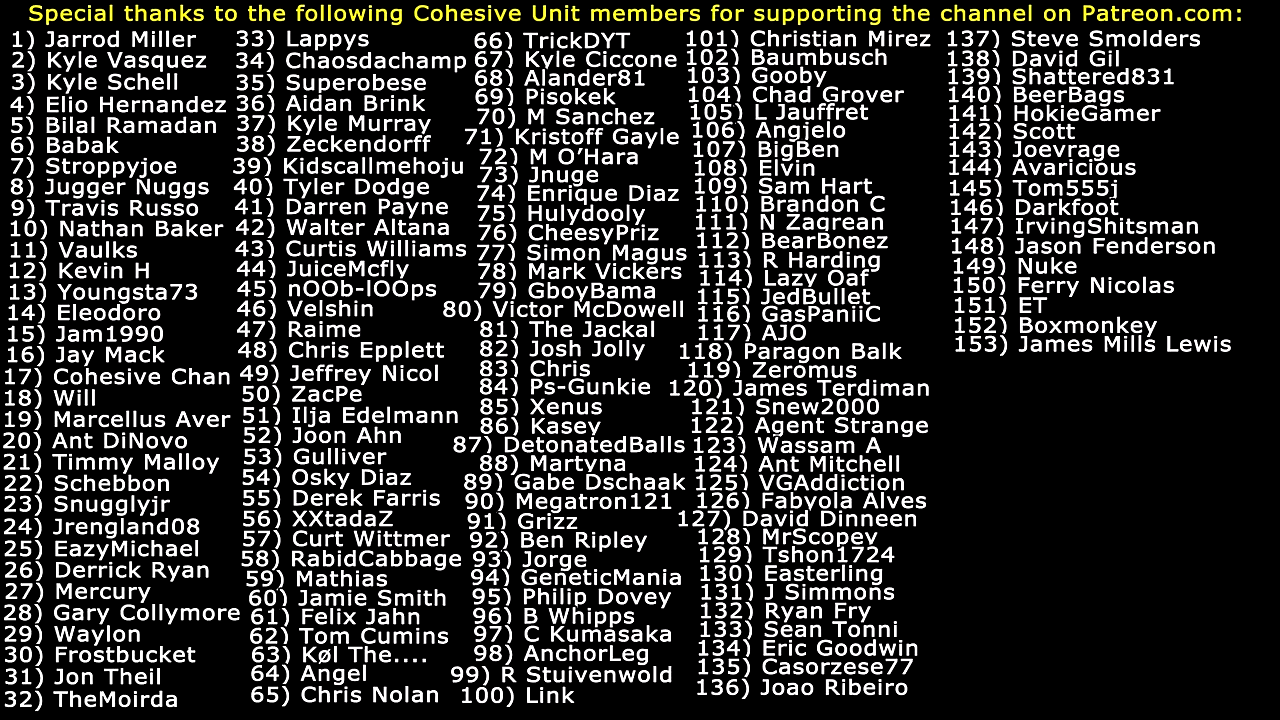 Special thanks to the following Cohesive Unit members for supporting the channel on Patreon.com:
1) Jarrod Miller
2) Kyle Vasquez
3) Kyle Schell
4) Elio Hernandez
5) Bilal Ramadan
6) Babak
7) Stroppyjoe
8) Jugger Nuggs
9) Travis Russo
10) Nathan Baker
11) Vaulks
12) Kevin H
13) Youngsta73
14) Eleodoro
15) Jam1990
16) Jay Mack
17) Cohesive Chan
18) Will
19) Marcellus Aver
20) Ant DiNovo
21) Timmy Malloy
22) Schebbon
23) Snugglyjr
24) Jrengland08
25) EazyMichael
26) Derrick Ryan
27) Mercury
28) Gary Collymore
29) Waylon
30) Frostbucket
31) Jon Theil
32) TheMoirda
33) Lappys
34) Chaosdachamp
35) Superobese
36) Aidan Brink
37) Kyle Murray
38) Zeckendorff
39) Kidscallmehoju
40) Tyler Dodge
41) Darren Payne
42) Walter Altana
43) Curtis Williams
44) JuiceMcfly
45) nOOb-lOOps
46) Velshin
47) Raime
48) Chris Epplett
49) Jeffrey Nicol
50) ZacPe
51) Ilja Edelmann
52) Joon Ahn
53) Gulliver
54) Osky Diaz
55) Derek Farris
56) XXtadaZ
57) Curt Wittmer
58) RabidCabbage
59) Mathias
60) Jamie Smith
61) Felix Jahn
62) Tom Cumins
63) Køl The....
64) Angel
65) Chris Nolan
66) TrickDYT
67) Kyle Ciccone
68) Alander81
69) Pisokek
70) M Sanchez
71) Kristoff Gayle
72) M O'Hara
73) Jnuge
74) Enrique Diaz
75) Hulydooly
76) CheesyPriz
77) Simon Magus
78) Mark Vickers
79) GboyBama
80) Victor McDowell
81) The Jackal
82) Josh Jolly
83) Chris
84) Ps-Gunkie
85) Xenus
86) Kasey
87) DetonatedBalls
88) Martyna
89) Gabe Dschaak
90) Megatron121
91) Grizz
92) Ben Ripley
93) Jorge
94) GeneticMania
95) Philip Dovey
96) B Whipps
97) C Kumasaka
98) AnchorLeg
99) R Stuivenwold
100) Link
101) Christian Mirez
102) Baumbusch
103) Gooby
104) Chad Grover
105) L Jauffret
106) Angjelo
107) BigBen
108) Elvin
109) Sam Hart
110) Brandon C
111) N Zagrean
112) BearBonez
113) R Harding
114) Lazy Oaf
115) JedBullet
116) GasPaniiC
117) AJO
118) Paragon Balk
119) Zeromus
120) James Terdiman
121) Snew2000
122) Agent Strange
123) Wassam A
124) Ant Mitchell
125) VGAddiction
126) Fabyola Alves
127) David Dinneen
128) MrScopey
129) Tshon1724
130) Easterling
131) J Simmons
132) Ryan Fry
133) Sean Tonni
134) Eric Goodwin
135) Casorzese77
136) Joao Ribeiro
137) Steve Smolders
138) David Gil
139) Shattered831
140) BeerBags
141) HokieGamer
142) Scott
143) Joevrage
144) Avaricious
145) Tom555j
146) Darkfoot
147) IrvingShitsman
148) Jason Fenderson
149) Nuke
150) Ferry Nicolas
151) ET
152) Boxmonkey
153) James Mills Lewis